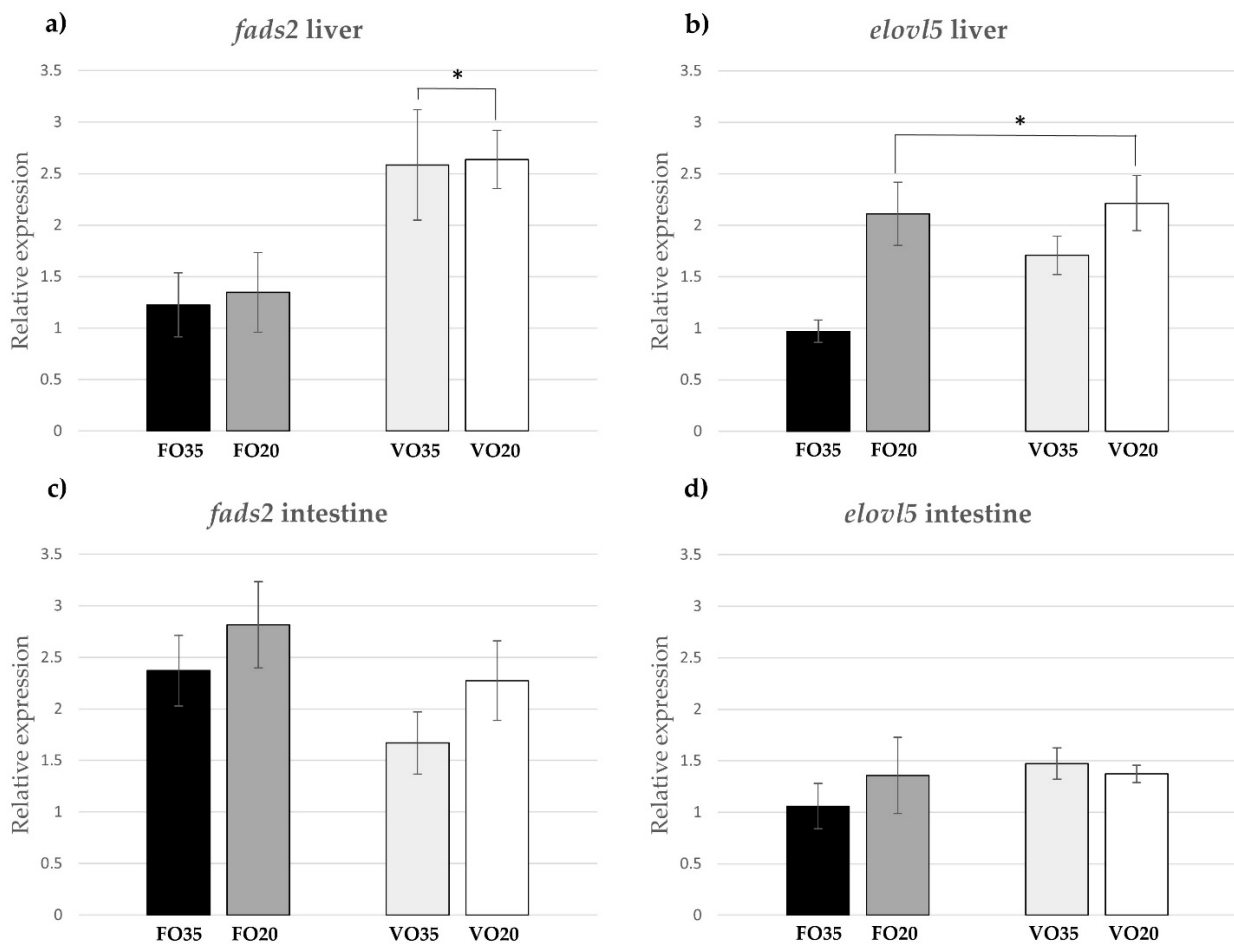 a)
fads2 liver
*
Relative expression
3.5
3
2.5
2
1.5
1
0.5
0
FO35 FO20 VO35 VO20
b)
elovl5 liver
*
Relative expression
3.5
3
2.5
2
1.5
1
0.5
0
FO35 FO20 VO35 VO20
c)
fads2 intestine
Relative expression
3.5
3
2.5
2
1.5
1
0.5
0
FO35 FO20 VO35 VO20
d)
elovl5 intestine
Relative expression
3.5
3
2.5
2
1.5
1
0.5
0
FO35 FO20 VO35 VO20